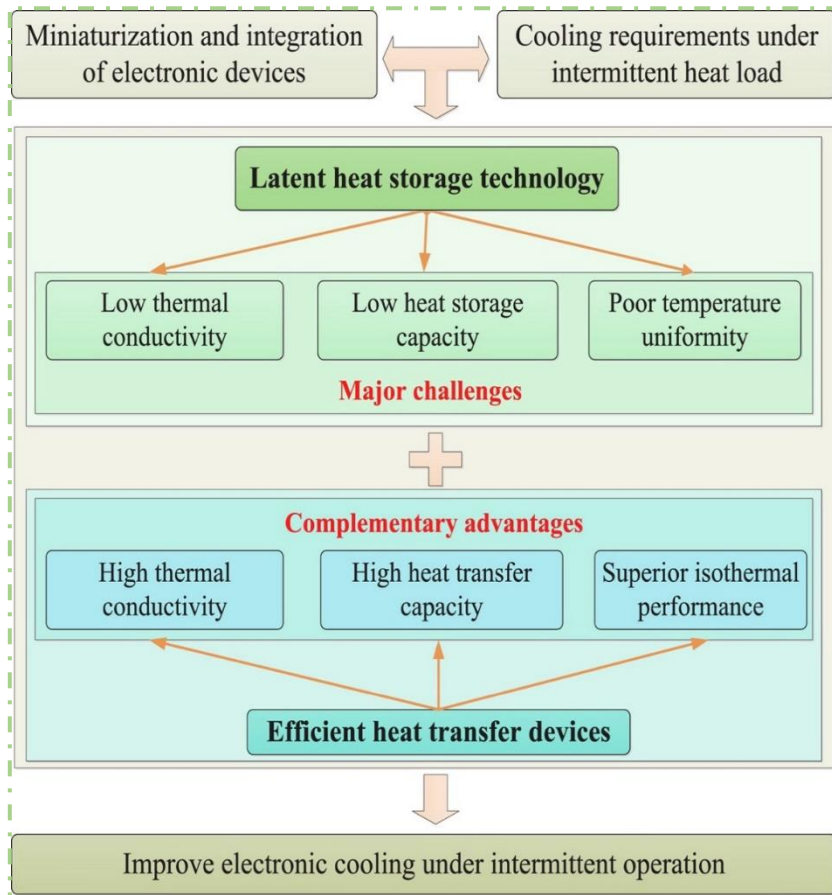 Miniaturization and integration
of electronic devices
Cooling requirements under
intermittent heat load
Latent heat storage technology
Low thermal
conductivity
Low heat storage
capacity
Poor temperature
uniformity
Major challenges
Complementary advantages
High thermal
conductivity
High heat transfer
capacity
Superior isothermal
performance
Efficient heat transfer devices
Improve electronic cooling under intermittent operation